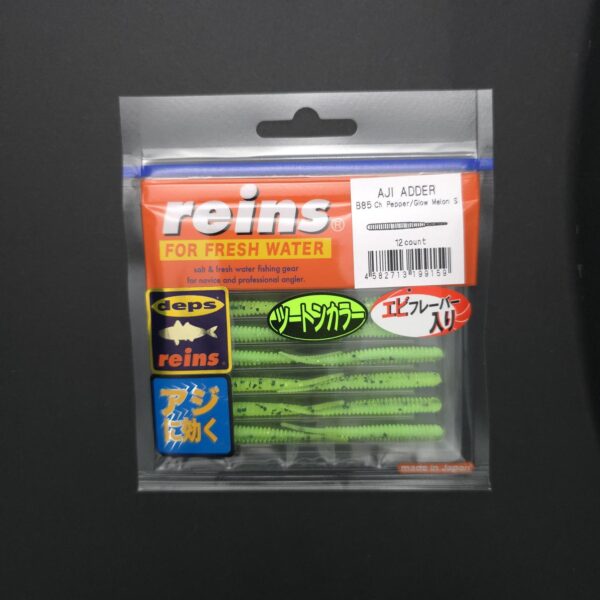 reins®
FOR FRESH WATER
salt & fresh water fishing gear
for novice and professional angler.
AJI ADDER
B85 Ch Pepper/Glow Melon S
12count
4 582713 199159
deps
reins
ツートンカラー
エビフレーバー
入り
アジ
に効く
made in Japan